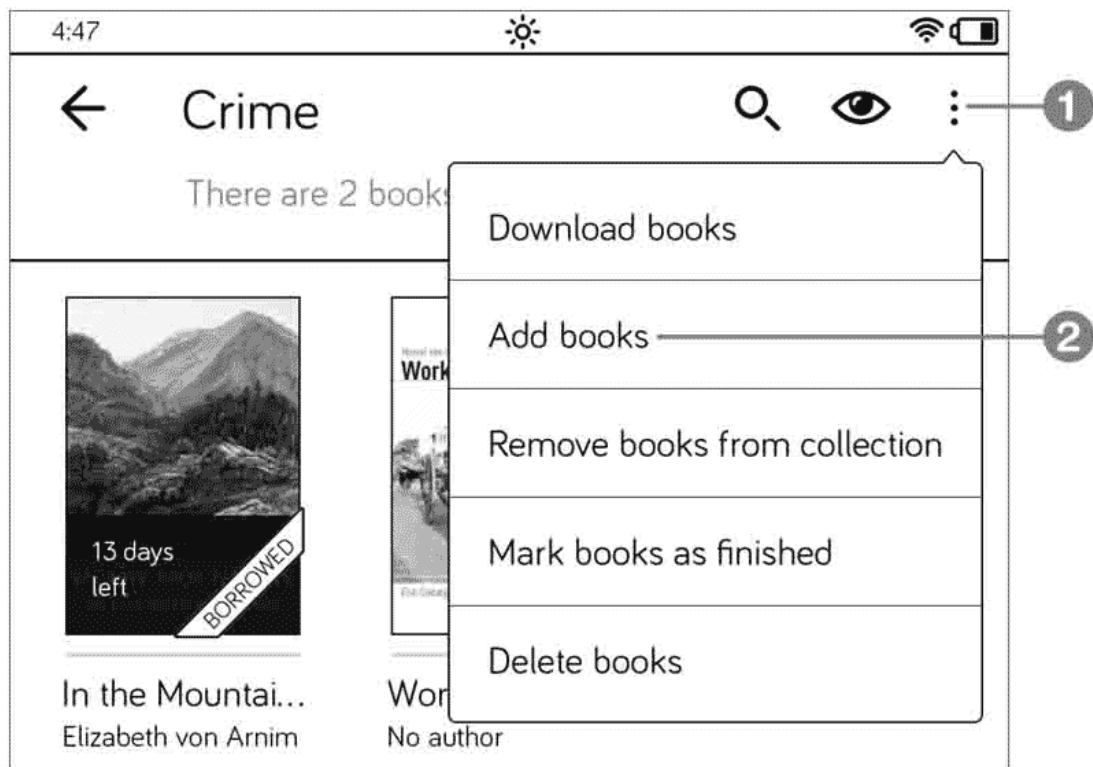 4:47
Crime
1
There are 2 books
Download books
Add books
2
Remove books from collection
Mark books as finished
Delete books
Work
13 days
left
BORROWED
In the Mountai...
Elizabeth von Arnim
Wor
No author